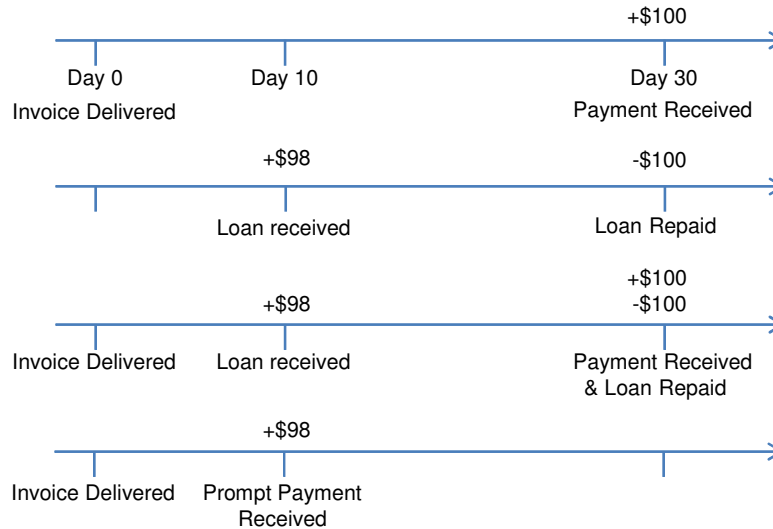 +$100
Day 0 Day 10 Day 30
Invoice Delivered Payment Received
+$98 -$100
Loan received Loan Repaid
+$100
+$98 -$100
Invoice Delivered Loan received Payment Received
& Loan Repaid
+$98
Invoice Delivered Prompt Payment
Received